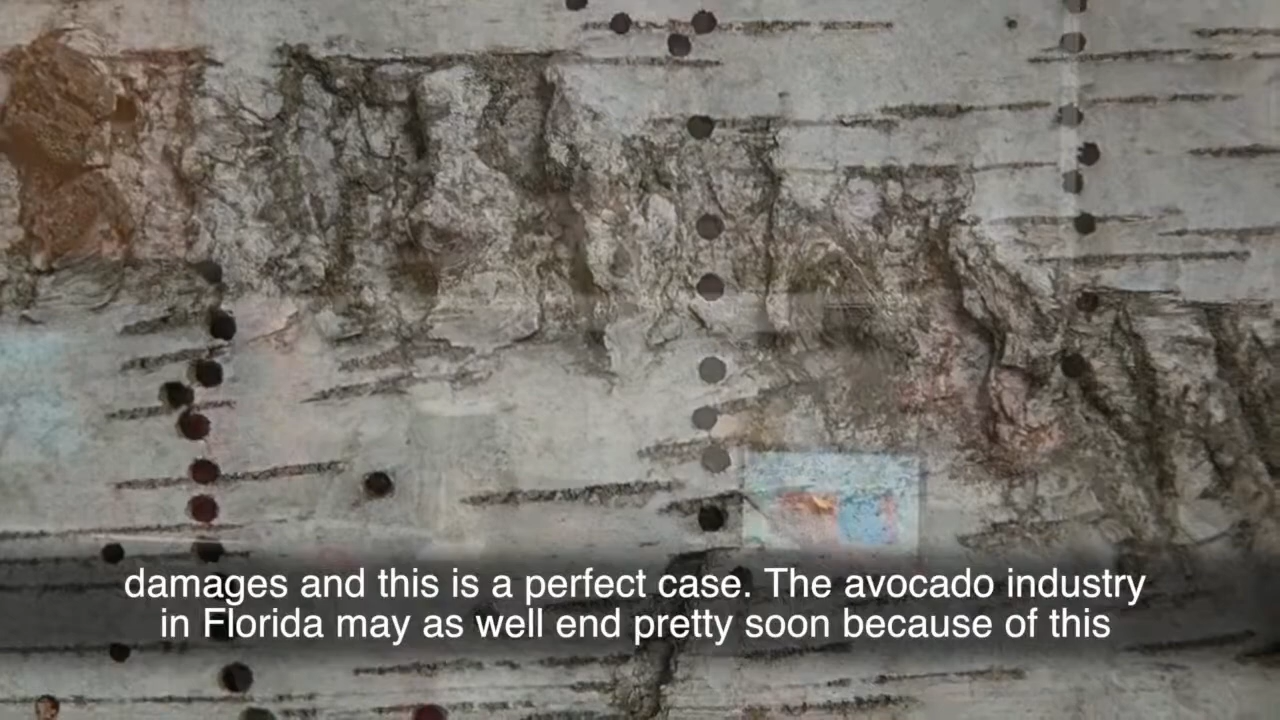 damages and this is a perfect case. The avocado industry
in Florida may as well end pretty soon because of this